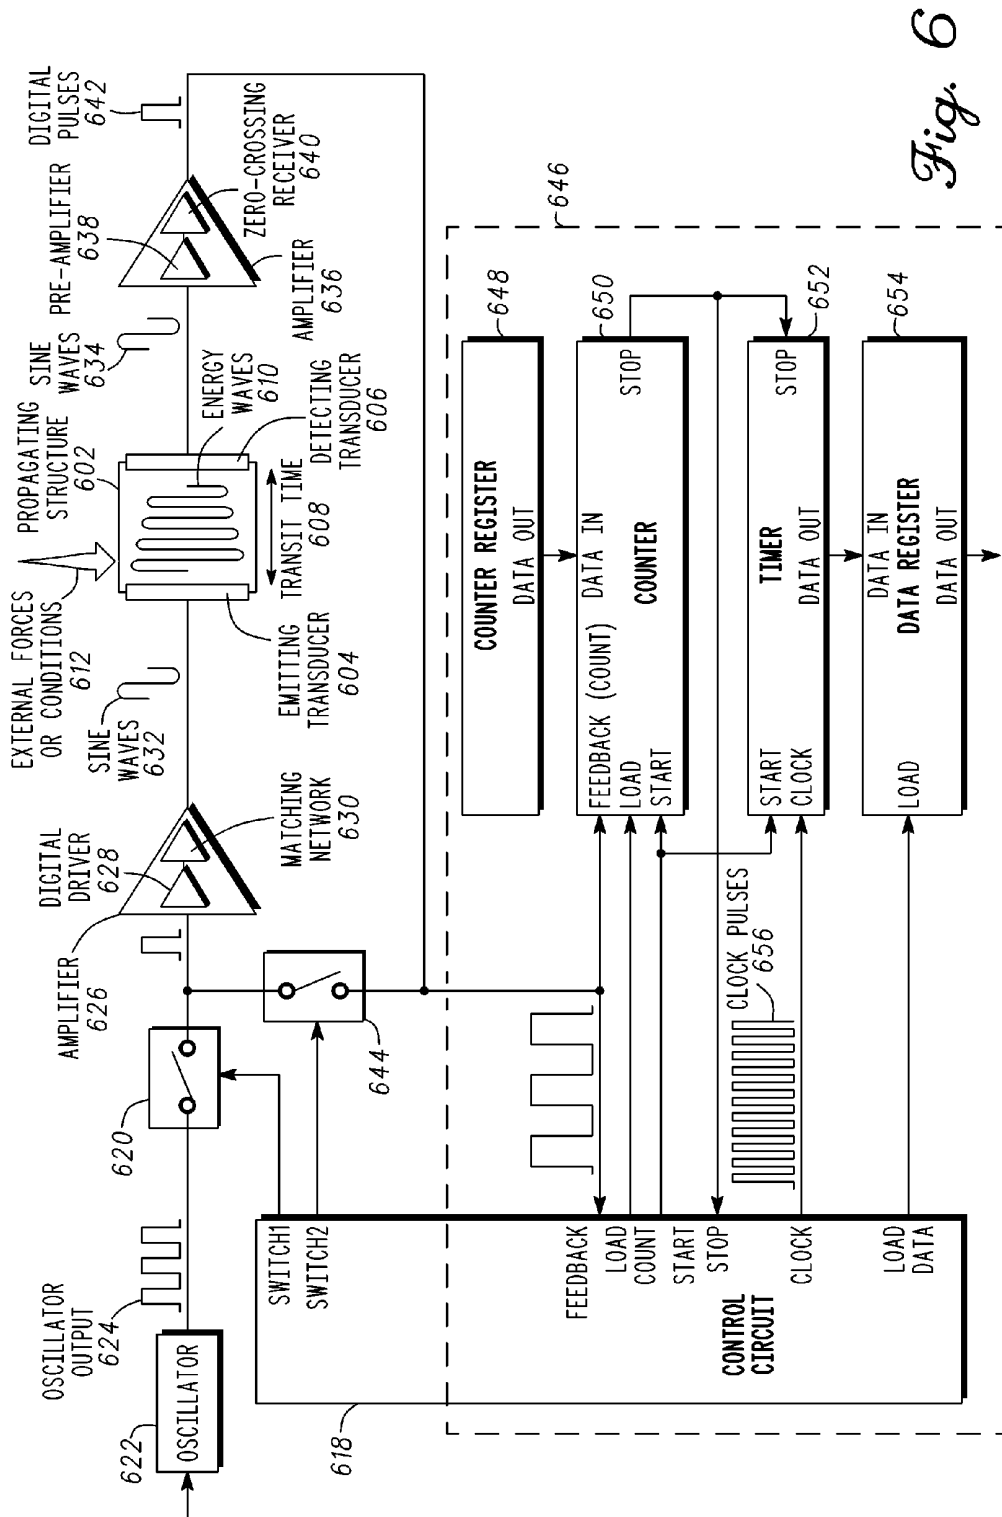 OSCILLATOR
OUTPUT
624
622
OSCILLATOR
620
AMPLIFIER
626
DIGITAL
DRIVER
628
MATCHING
NETWORK
630
644
SINE
WAVES
632
EXTERNAL FORCES
OR CONDITIONS
612
PROPAGATING
STRUCTURE
602
EMITTING
TRANSDUCER
604
TRANSIT TIME
608
ENERGY
WAVES
610
DETECTING
TRANSDUCER
606
SINE
WAVES
634
PRE-AMPLIFIER
638
AMPLIFIER
636
ZERO-CROSSING
RECEIVER
640
DIGITAL
PULSES
642
618
SWITCH1
SWITCH2
FEEDBACK
LOAD
COUNT
START
STOP
CLOCK
LOAD
DATA
CONTROL
CIRCUIT
CLOCK PULSES
656
646
COUNTER REGISTER
DATA OUT
648
FEEDBACK (COUNT)
LOAD
START
DATA IN
COUNTER
STOP
650
START
CLOCK
TIMER
DATA OUT
STOP
652
LOAD
DATA IN
DATA REGISTER
DATA OUT
654
Fig. 6